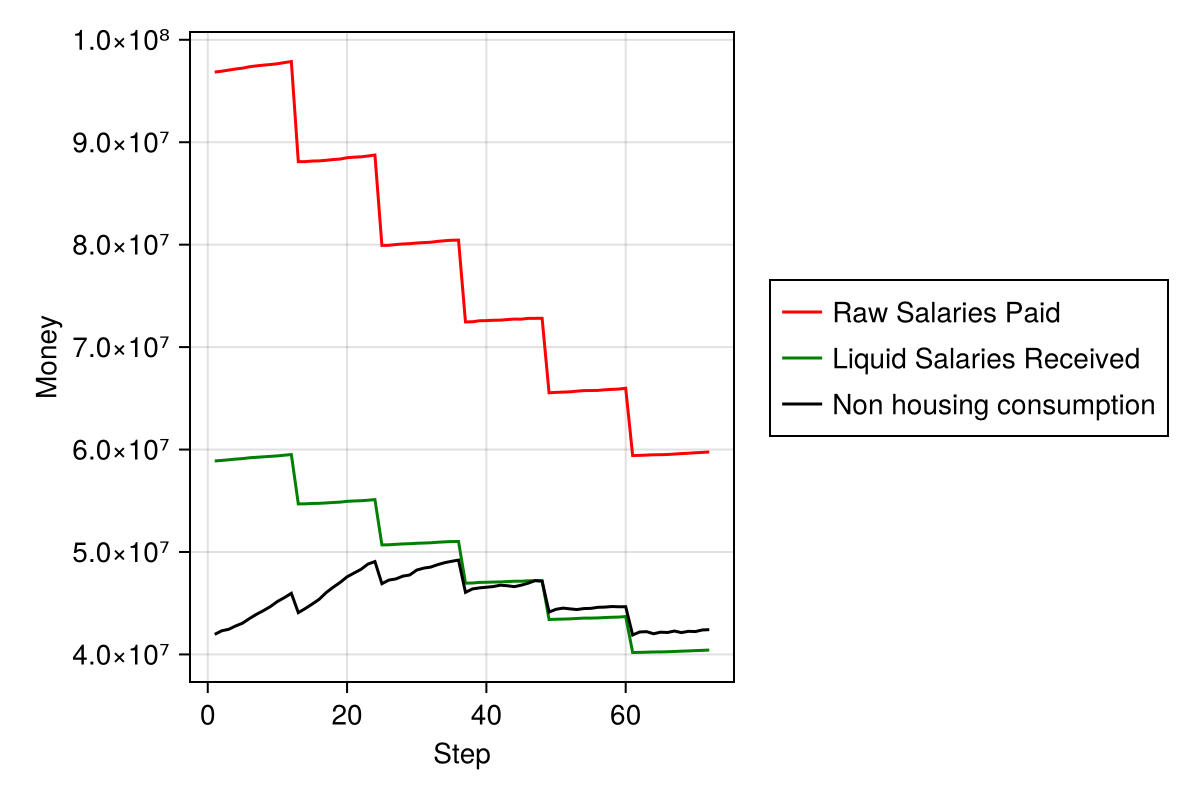 1.0×10⁸
9.0×10⁷
8.0×10⁷
7.0×10⁷
6.0×10⁷
5.0×10⁷
4.0×10⁷
Money
0 20 40 60
Step
Raw Salaries Paid
Liquid Salaries Received
Non housing consumption